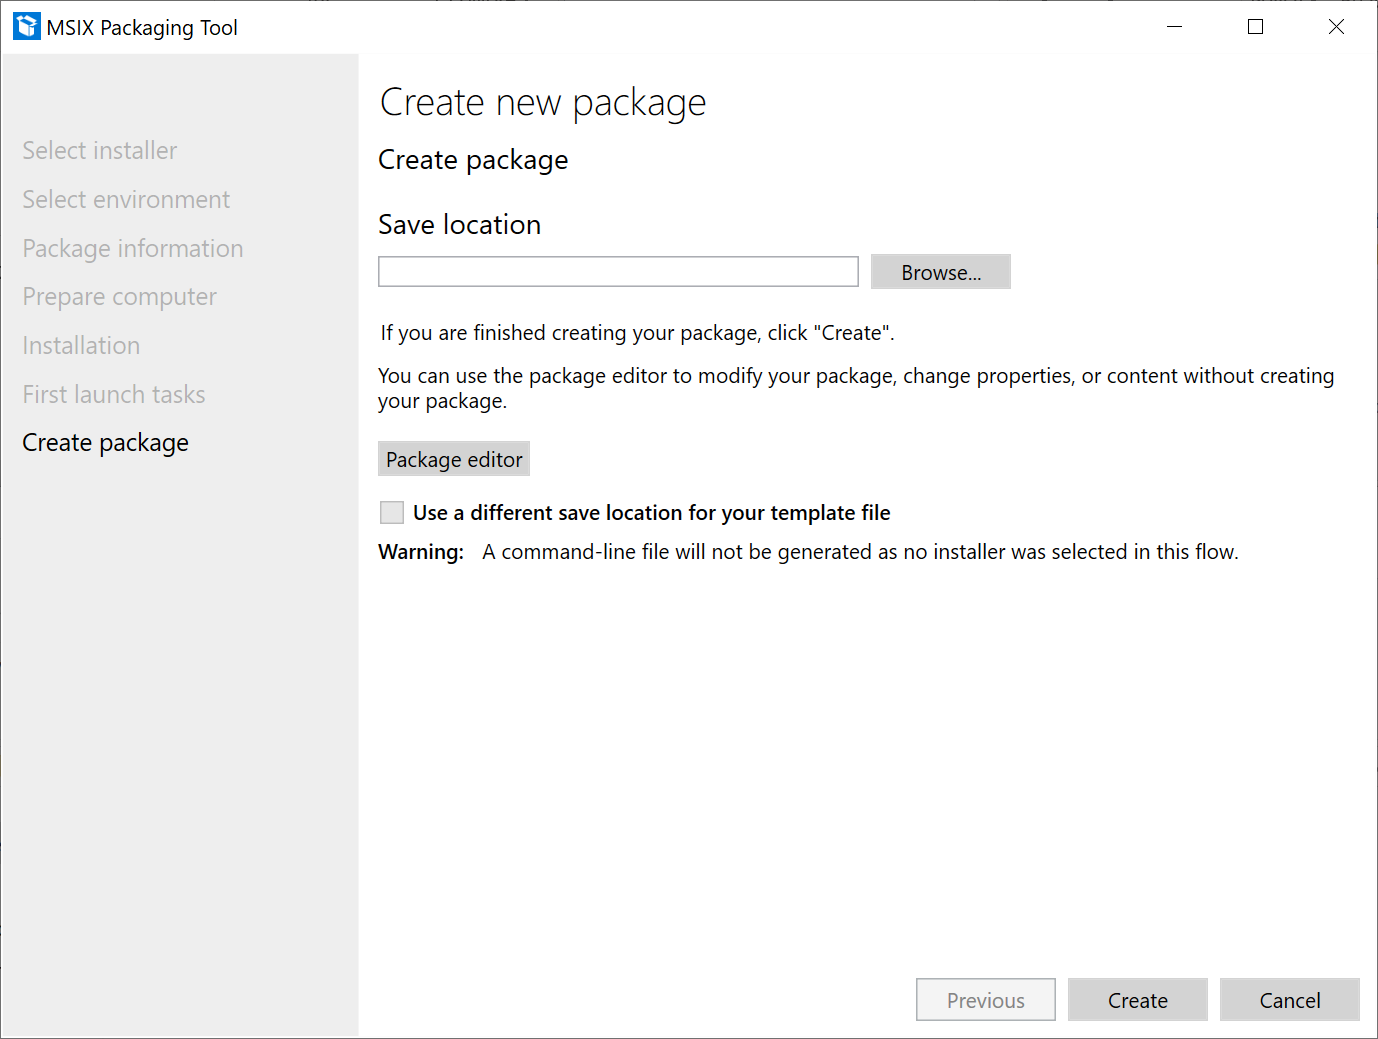 MSIX Packaging Tool
Select installer
Select environment
Package information
Prepare computer
Installation
First launch tasks
Create package
Create new package
Create package
Save location
Browse...
If you are finished creating your package, click "Create".
You can use the package editor to modify your package, change properties, or content without creating
your package.
Package editor
Use a different save location for your template file
Warning: A command-line file will not be generated as no installer was selected in this flow.
Previous
Create
Cancel